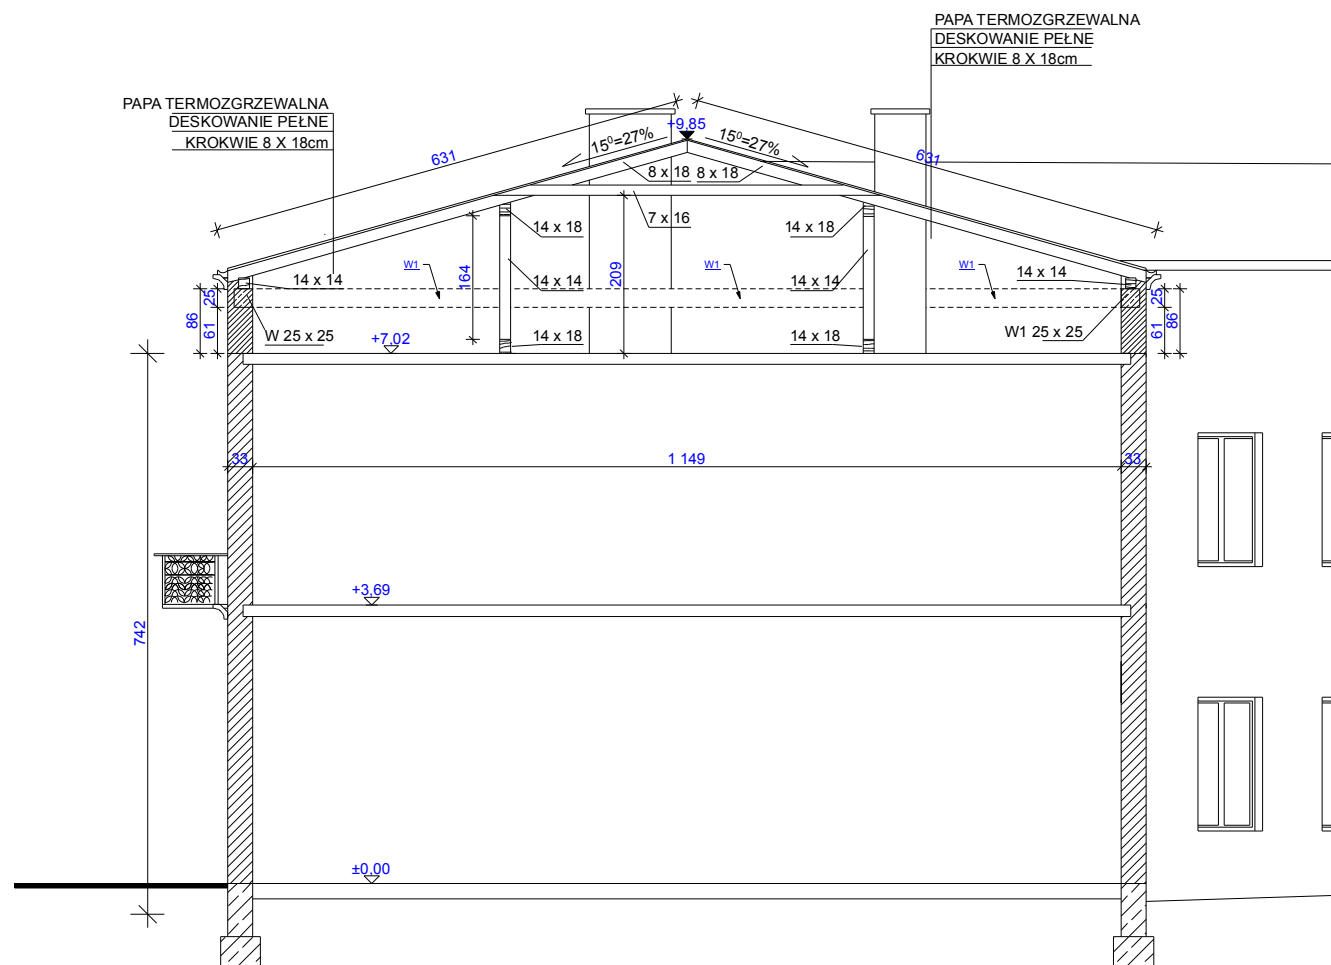 PAPA TERMOZGRZEWALNA
DESKOWANIE PEŁNE
KROKWIE 8 X 18cm
PAPA TERMOZGRZEWALNA
DESKOWANIE PEŁNE
KROKWIE 8 X 18cm
+9,85
15⁰=27%
15⁰=27%
631
631
8 x 18
8 x 18
7 x 16
14 x 18
14 x 18
W1
W1
W1
14 x 14
14 x 14
14 x 14
14 x 14
164
209
25
86
61
25
61
86
W 25 x 25
W1 25 x 25
+7,02
14 x 18
14 x 18
33
1 149
33
+3,69
742
±0,00